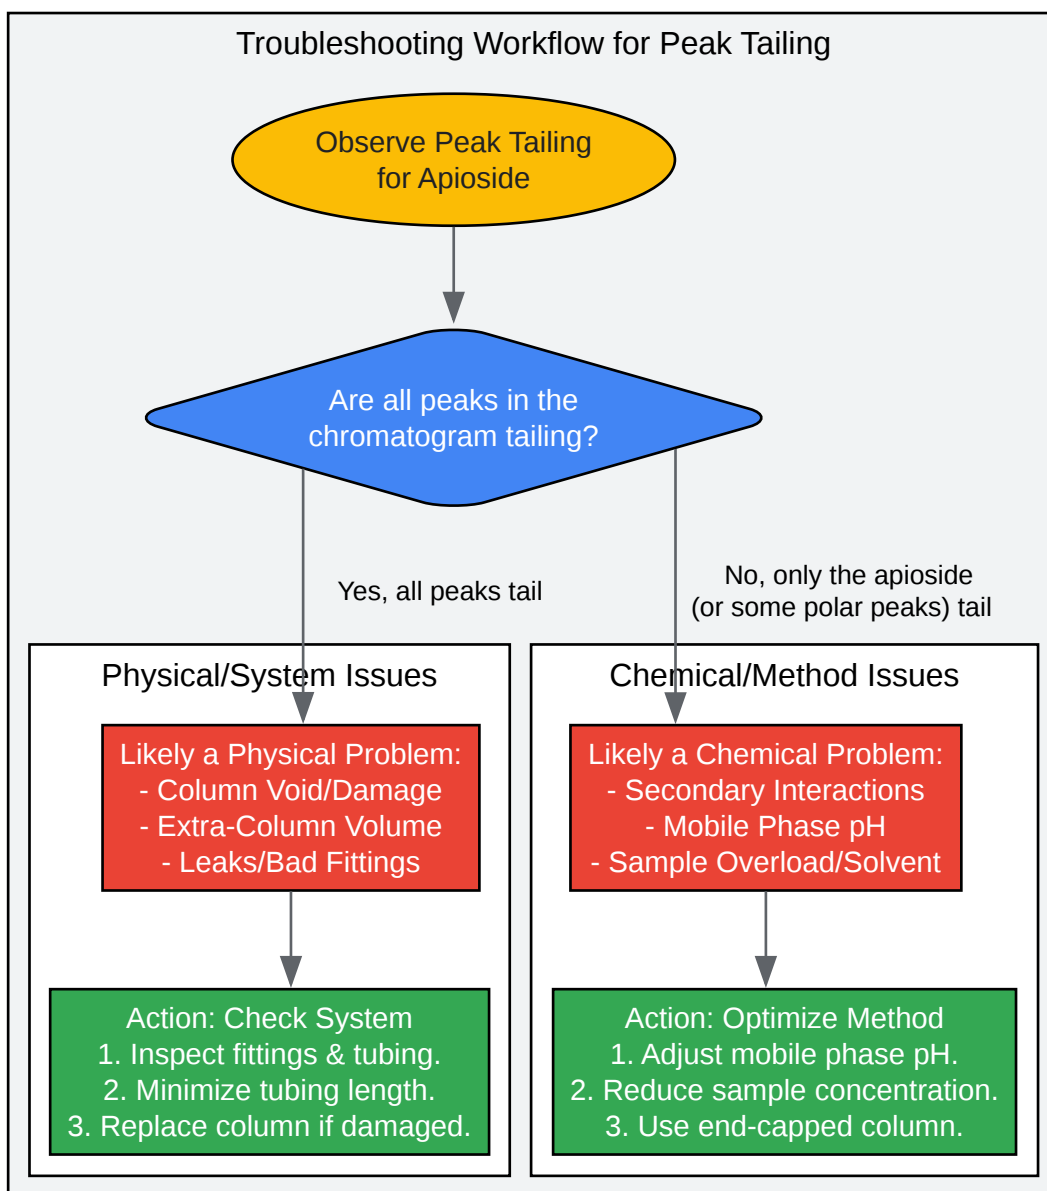 Troubleshooting Workflow for Peak Tailing
Observe Peak Tailing
for Apioside
Are all peaks in the
chromatogram tailing?
Yes, all peaks tail
No, only the apioside
(or some polar peaks) tail
Physical/System Issues
Likely a Physical Problem:
- Column Void/Damage
- Extra-Column Volume
- Leaks/Bad Fittings
Action: Check System
1. Inspect fittings & tubing.
2. Minimize tubing length.
3. Replace column if damaged.
Chemical/Method Issues
Likely a Chemical Problem:
- Secondary Interactions
- Mobile Phase pH
- Sample Overload/Solvent
Action: Optimize Method
1. Adjust mobile phase pH.
2. Reduce sample concentration.
3. Use end-capped column.